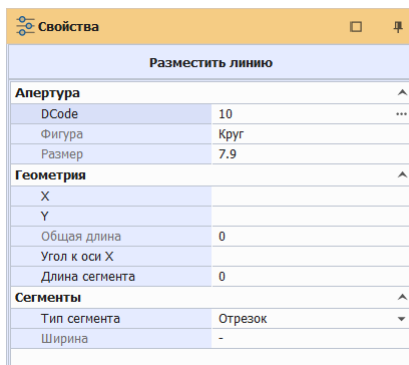 Свойства
Разместить линию
Апертура
DCode 10 ...
Фигура Круг
Размер 7.9
Геометрия
X
Y
Общая длина 0
Угол к оси X
Длина сегмента 0
Сегменты
Тип сегмента Отрезок
Ширина -